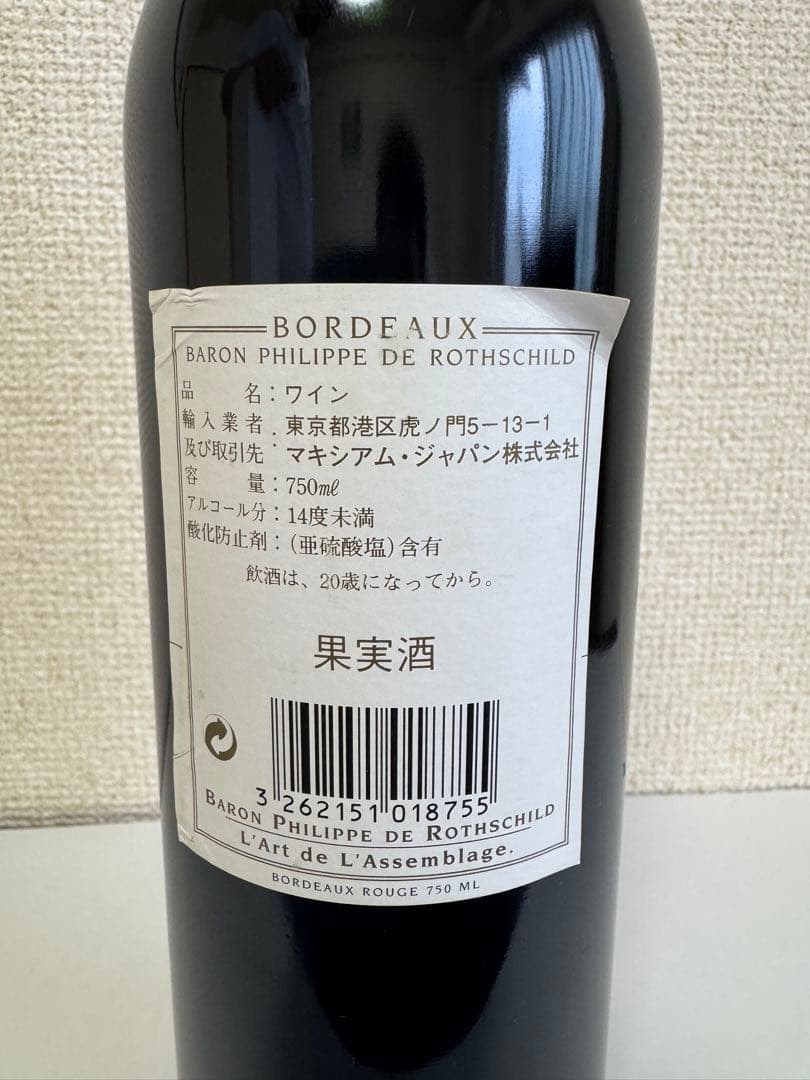 BORDEAUX
BARON PHILIPPE DE ROTHSCHILD
品名：ワイン
輸入業者：東京都港区虎ノ門5-13-1
及び取引先：マキシアム・ジャパン株式会社
容量：750㎖
アルコール分：14度未満
酸化防止剤：(亜硫酸塩)含有
飲酒は、20歳になってから。
果実酒
3 262151 018755
BARON PHILIPPE DE ROTHSCHILD
L'Art de L'Assemblage.
BORDEAUX ROUGE 750 ML